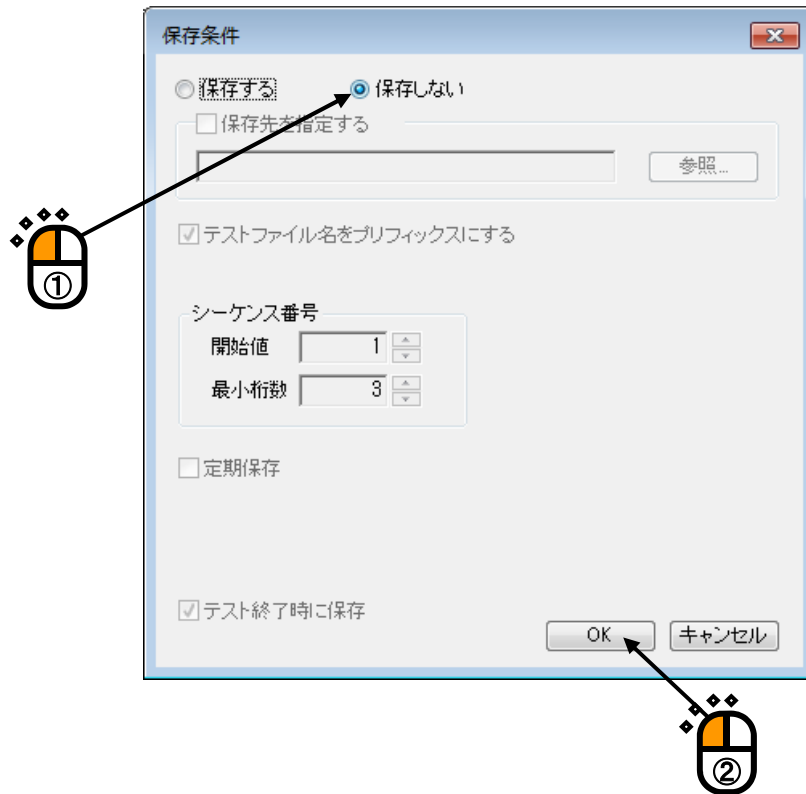 保存条件
保存する 保存しない
保存先を指定する
参照...
テストファイル名をプリフィックスにする
①
シーケンス番号
開始値 1
最小桁数 3
定期保存
テスト終了時に保存
OK キャンセル
②